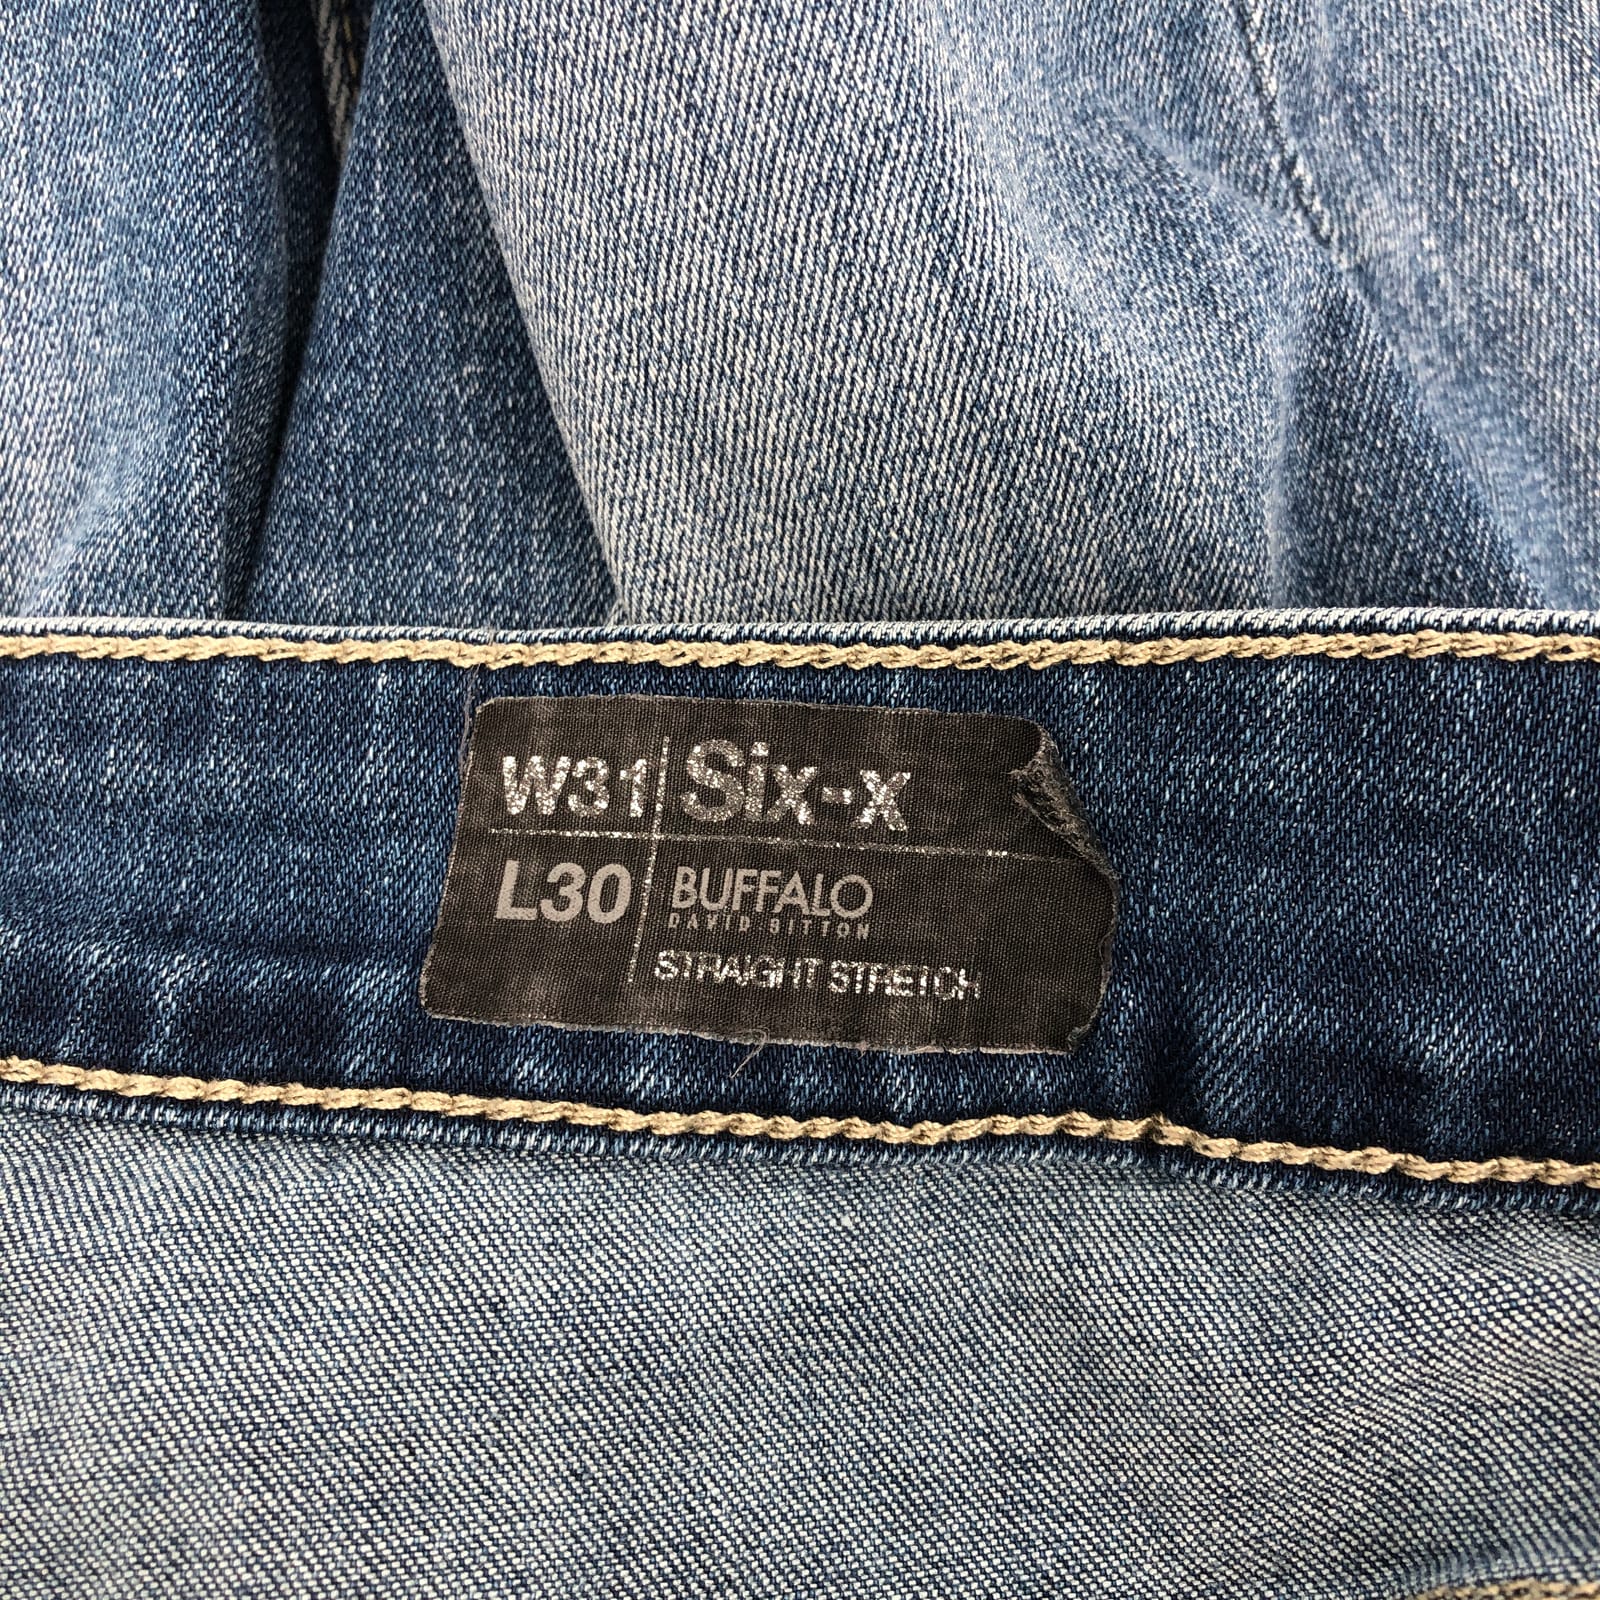 W31 Six-x
L30 BUFFALO
DAVID BITTON
STRAIGHT STRETCH